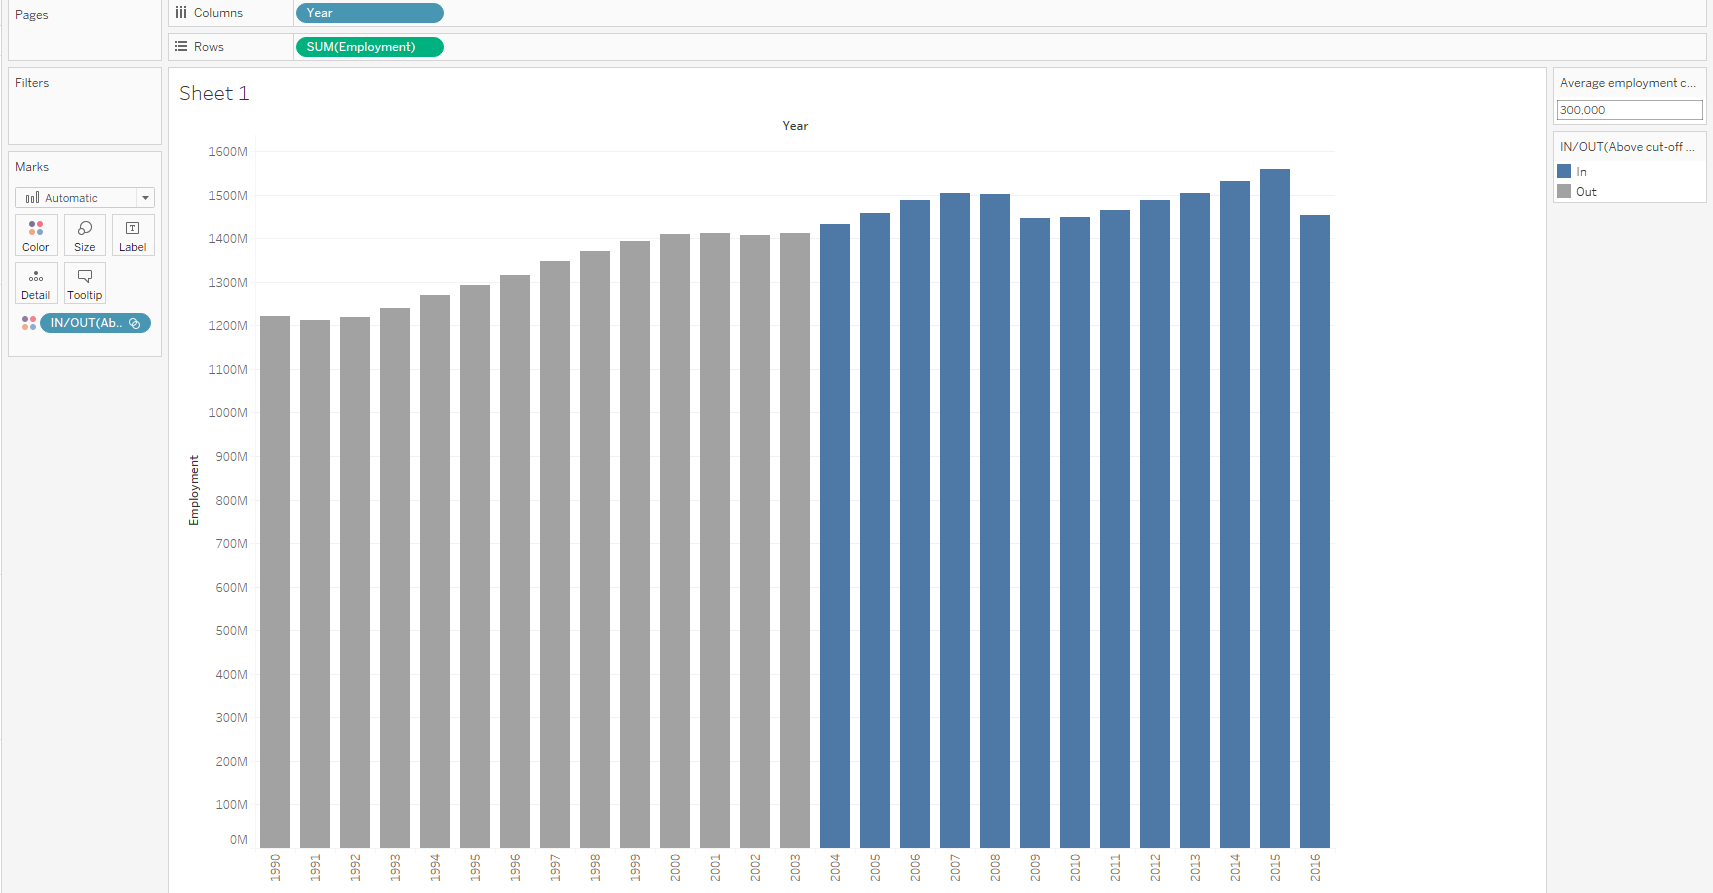 Pages
Columns
Year
Rows
SUM(Employment)
Filters
Marks
Automatic
Color
Size
Label
Detail
Tooltip
IN/OUT(Ab..
Sheet 1
Year
1600M
1500M
1400M
1300M
1200M
1100M
1000M
900M
800M
700M
600M
500M
400M
300M
200M
100M
0M
Employment
1990
1991
1992
1993
1994
1995
1996
1997
1998
1999
2000
2001
2002
2003
2004
2005
2006
2007
2008
2009
2010
2011
2012
2013
2014
2015
2016
Average employment c...
300,000
IN/OUT(Above cut-off ...
In
Out